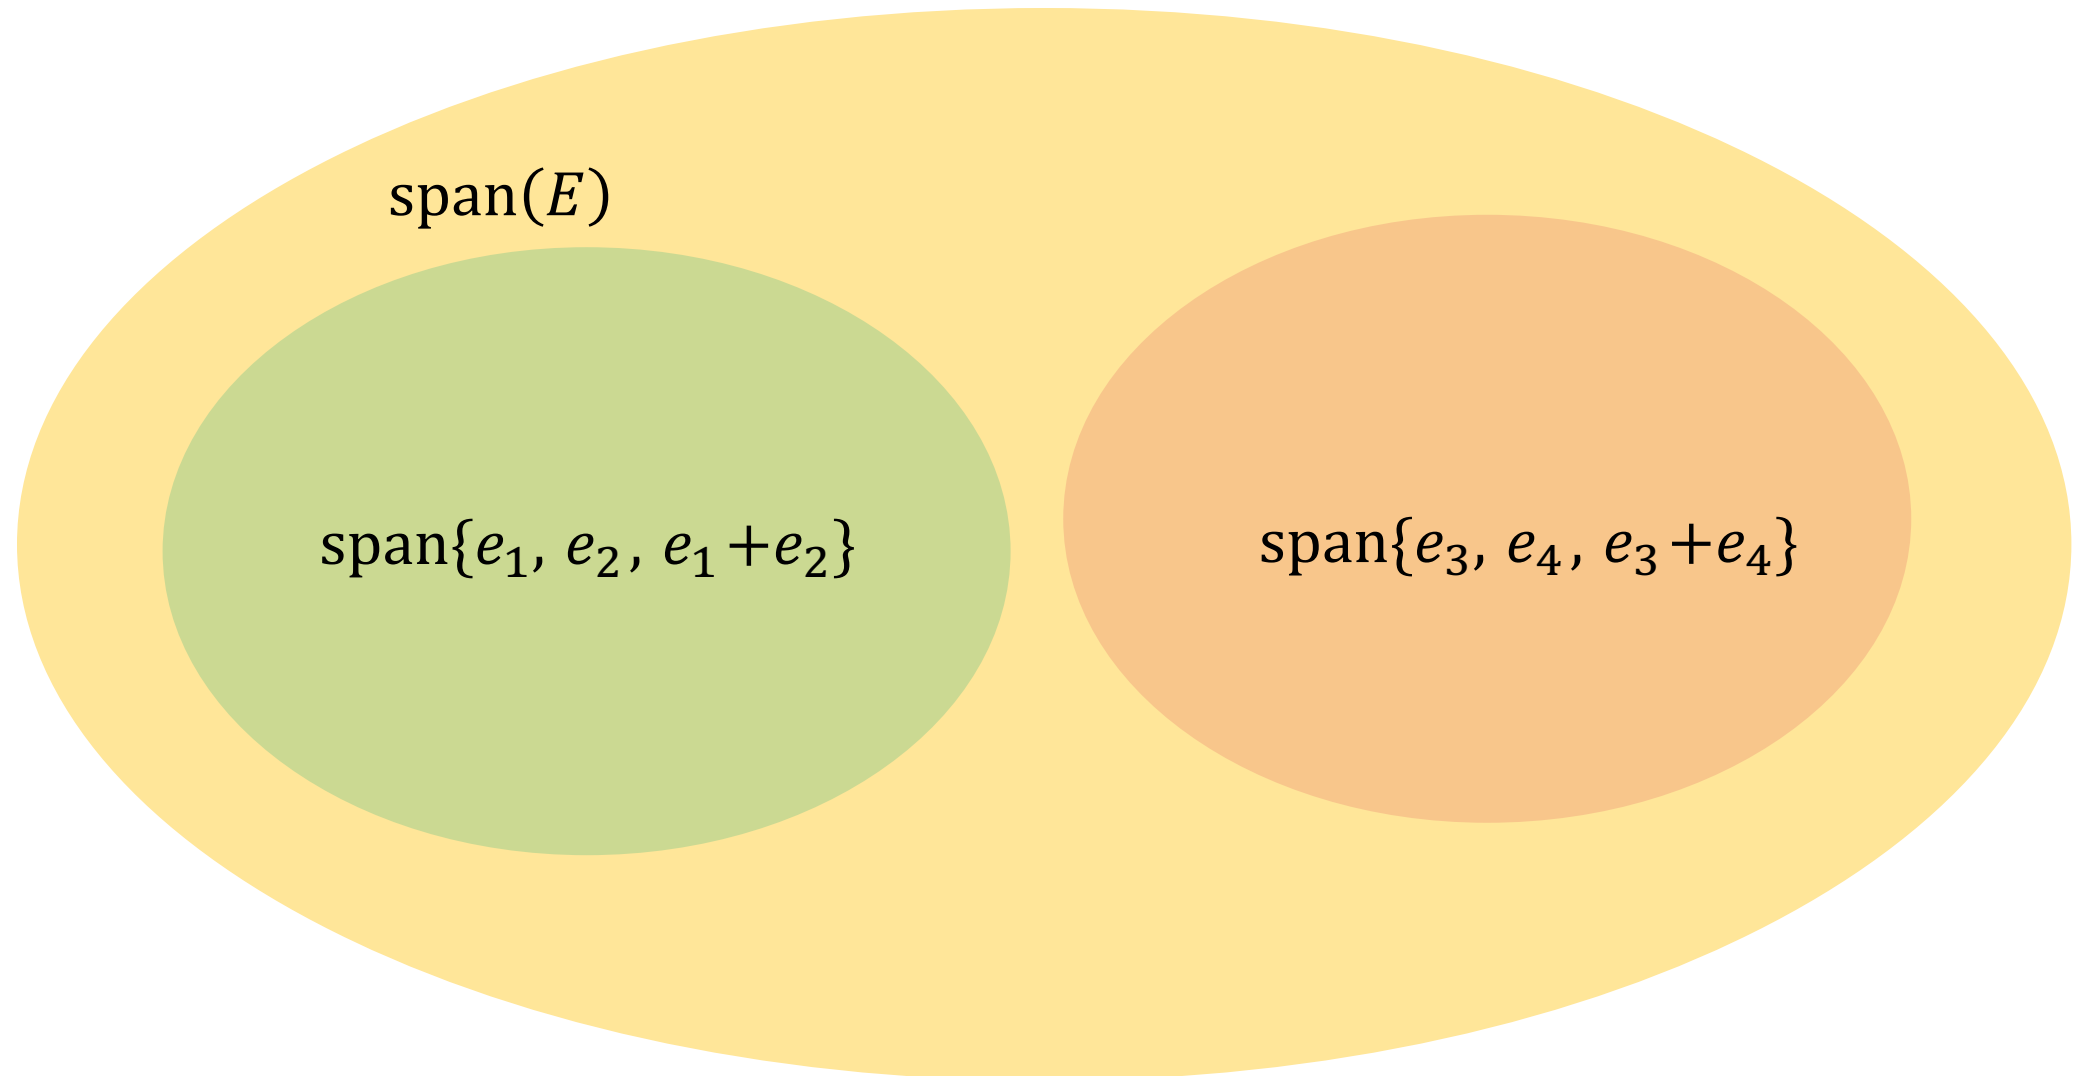 span(E)
span{e₁, e₂, e₁+e₂}
span{e₃, e₄, e₃+e₄}